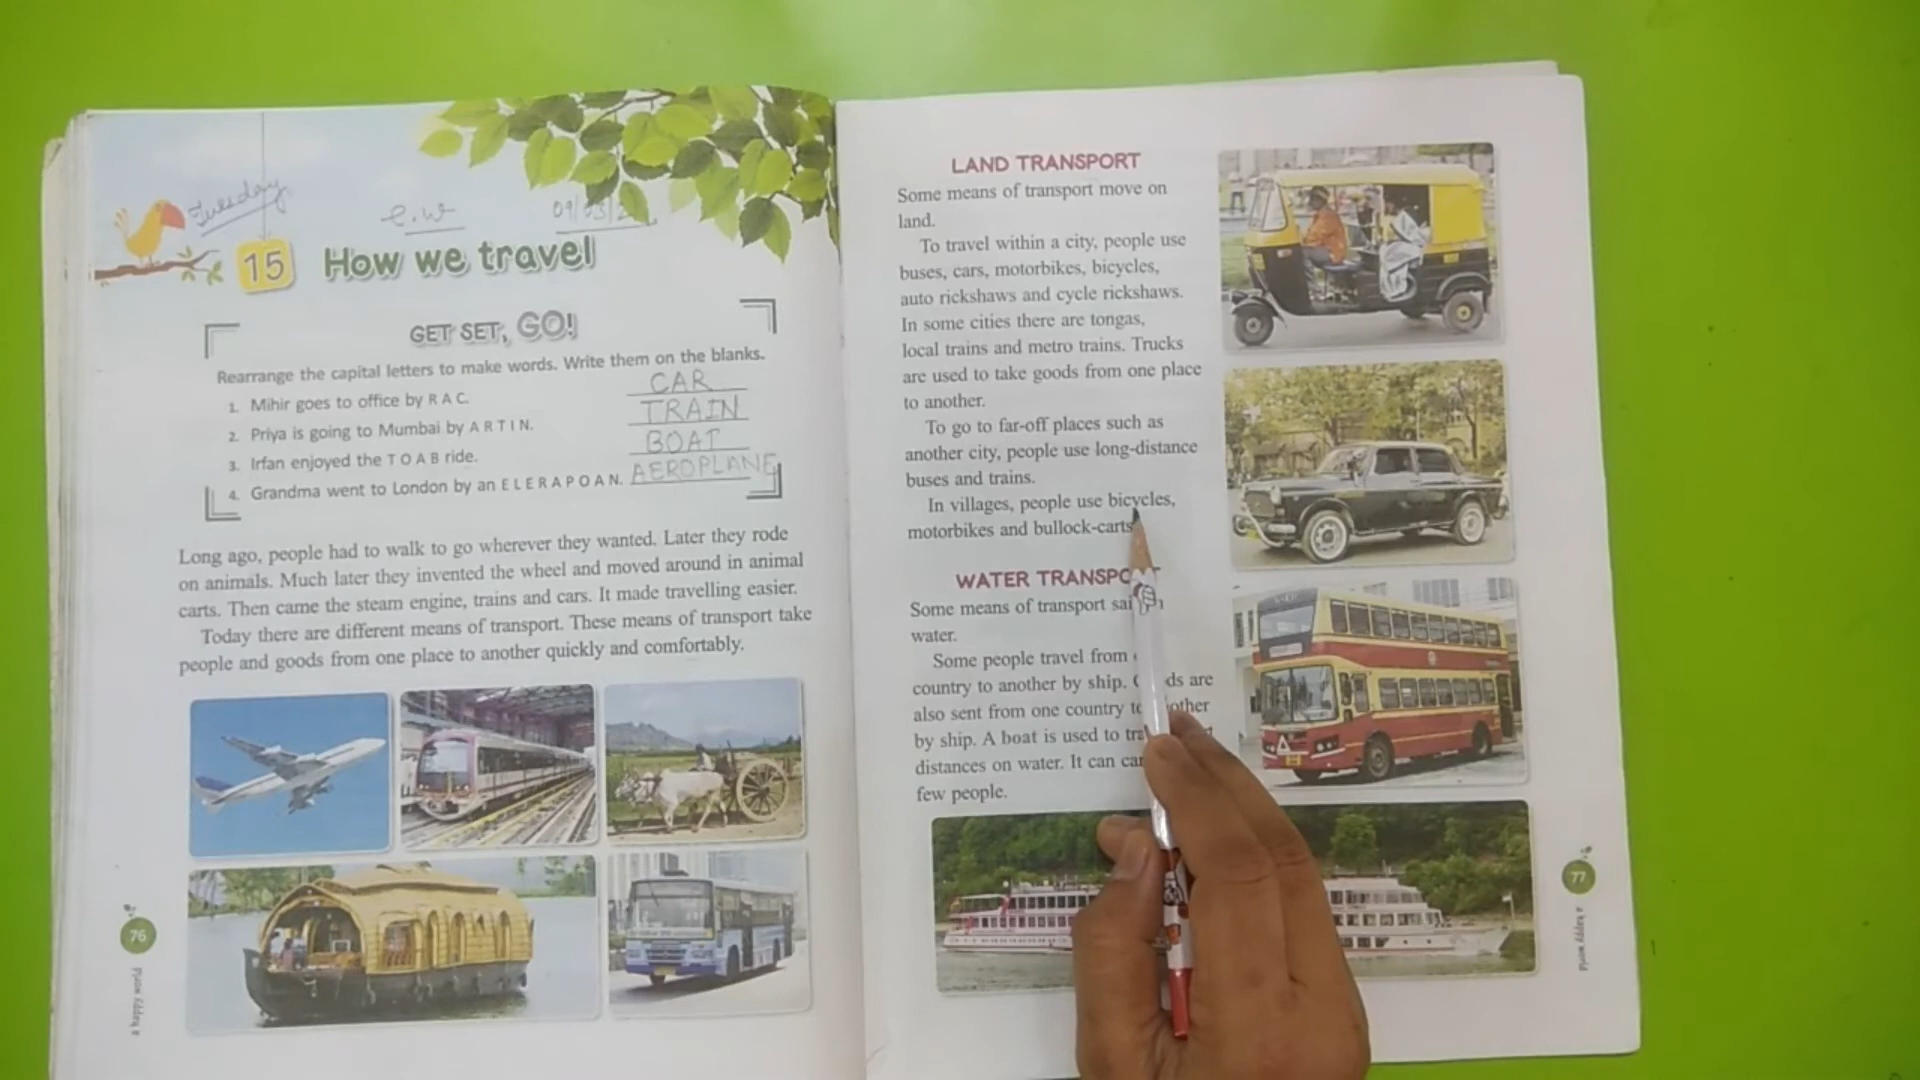 Tuesday
C.W
15 How we travel
GET SET, GO!
Rearrange the capital letters to make words. Write them on the blanks.
1. Mihir goes to office by R A C. CAR
2. Priya is going to Mumbai by A R T I N. TRAIN
3. Irfan enjoyed the T O A B ride. BOAT
4. Grandma went to London by an E L E R A P O A N. AEROPLANE
Long ago, people had to walk to go wherever they wanted. Later they rode
on animals. Much later they invented the wheel and moved around in animal
carts. Then came the steam engine, trains and cars. It made travelling easier.
Today there are different means of transport. These means of transport take
people and goods from one place to another quickly and comfortably.
76
a happy world
LAND TRANSPORT
Some means of transport move on
land.
To travel within a city, people use
buses, cars, motorbikes, bicycles,
auto rickshaws and cycle rickshaws.
In some cities there are tongas,
local trains and metro trains. Trucks
are used to take goods from one place
to another.
To go to far-off places such as
another city, people use long-distance
buses and trains.
In villages, people use bicycles,
motorbikes and bullock-carts
WATER
Some means of transport
water.
Some people travel from
country to another by ship. are
also sent from one country
by ship. A boat is used to
distances on water. It can
few people.
77
a happy world